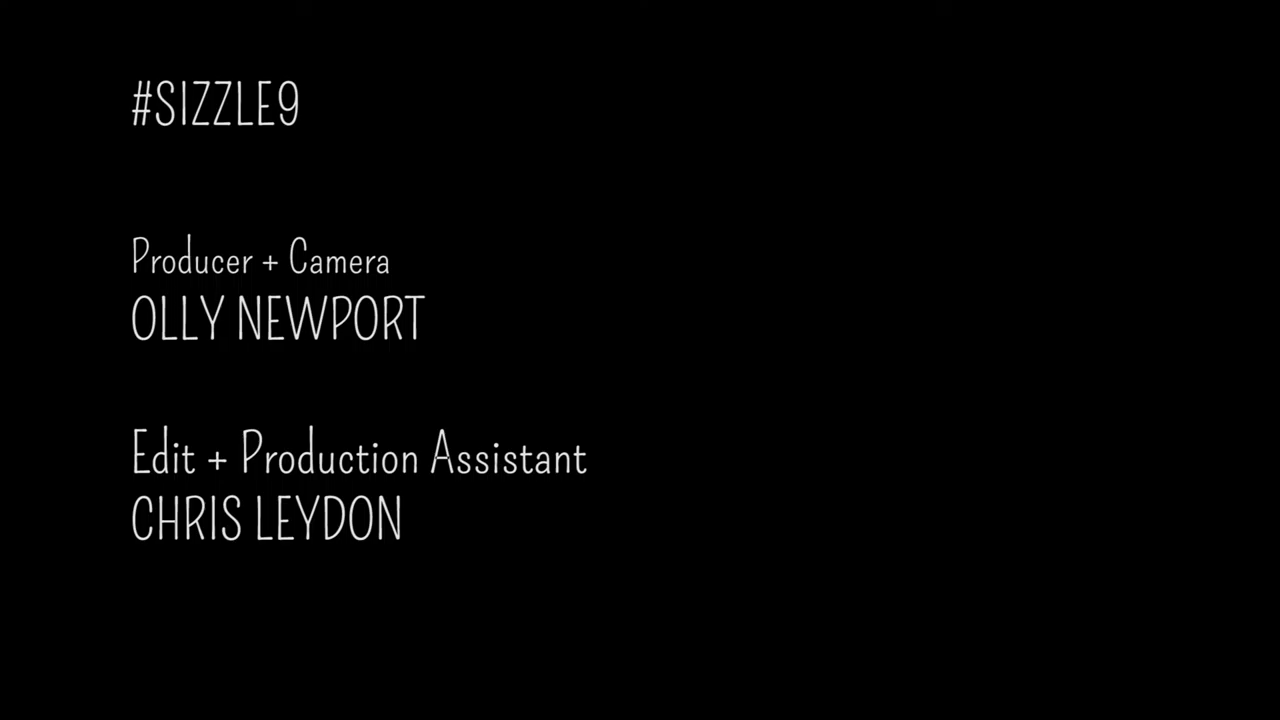 #SIZZLE9
Producer + Camera
OLLY NEWPORT
Edit + Production Assistant
CHRIS LEYDON